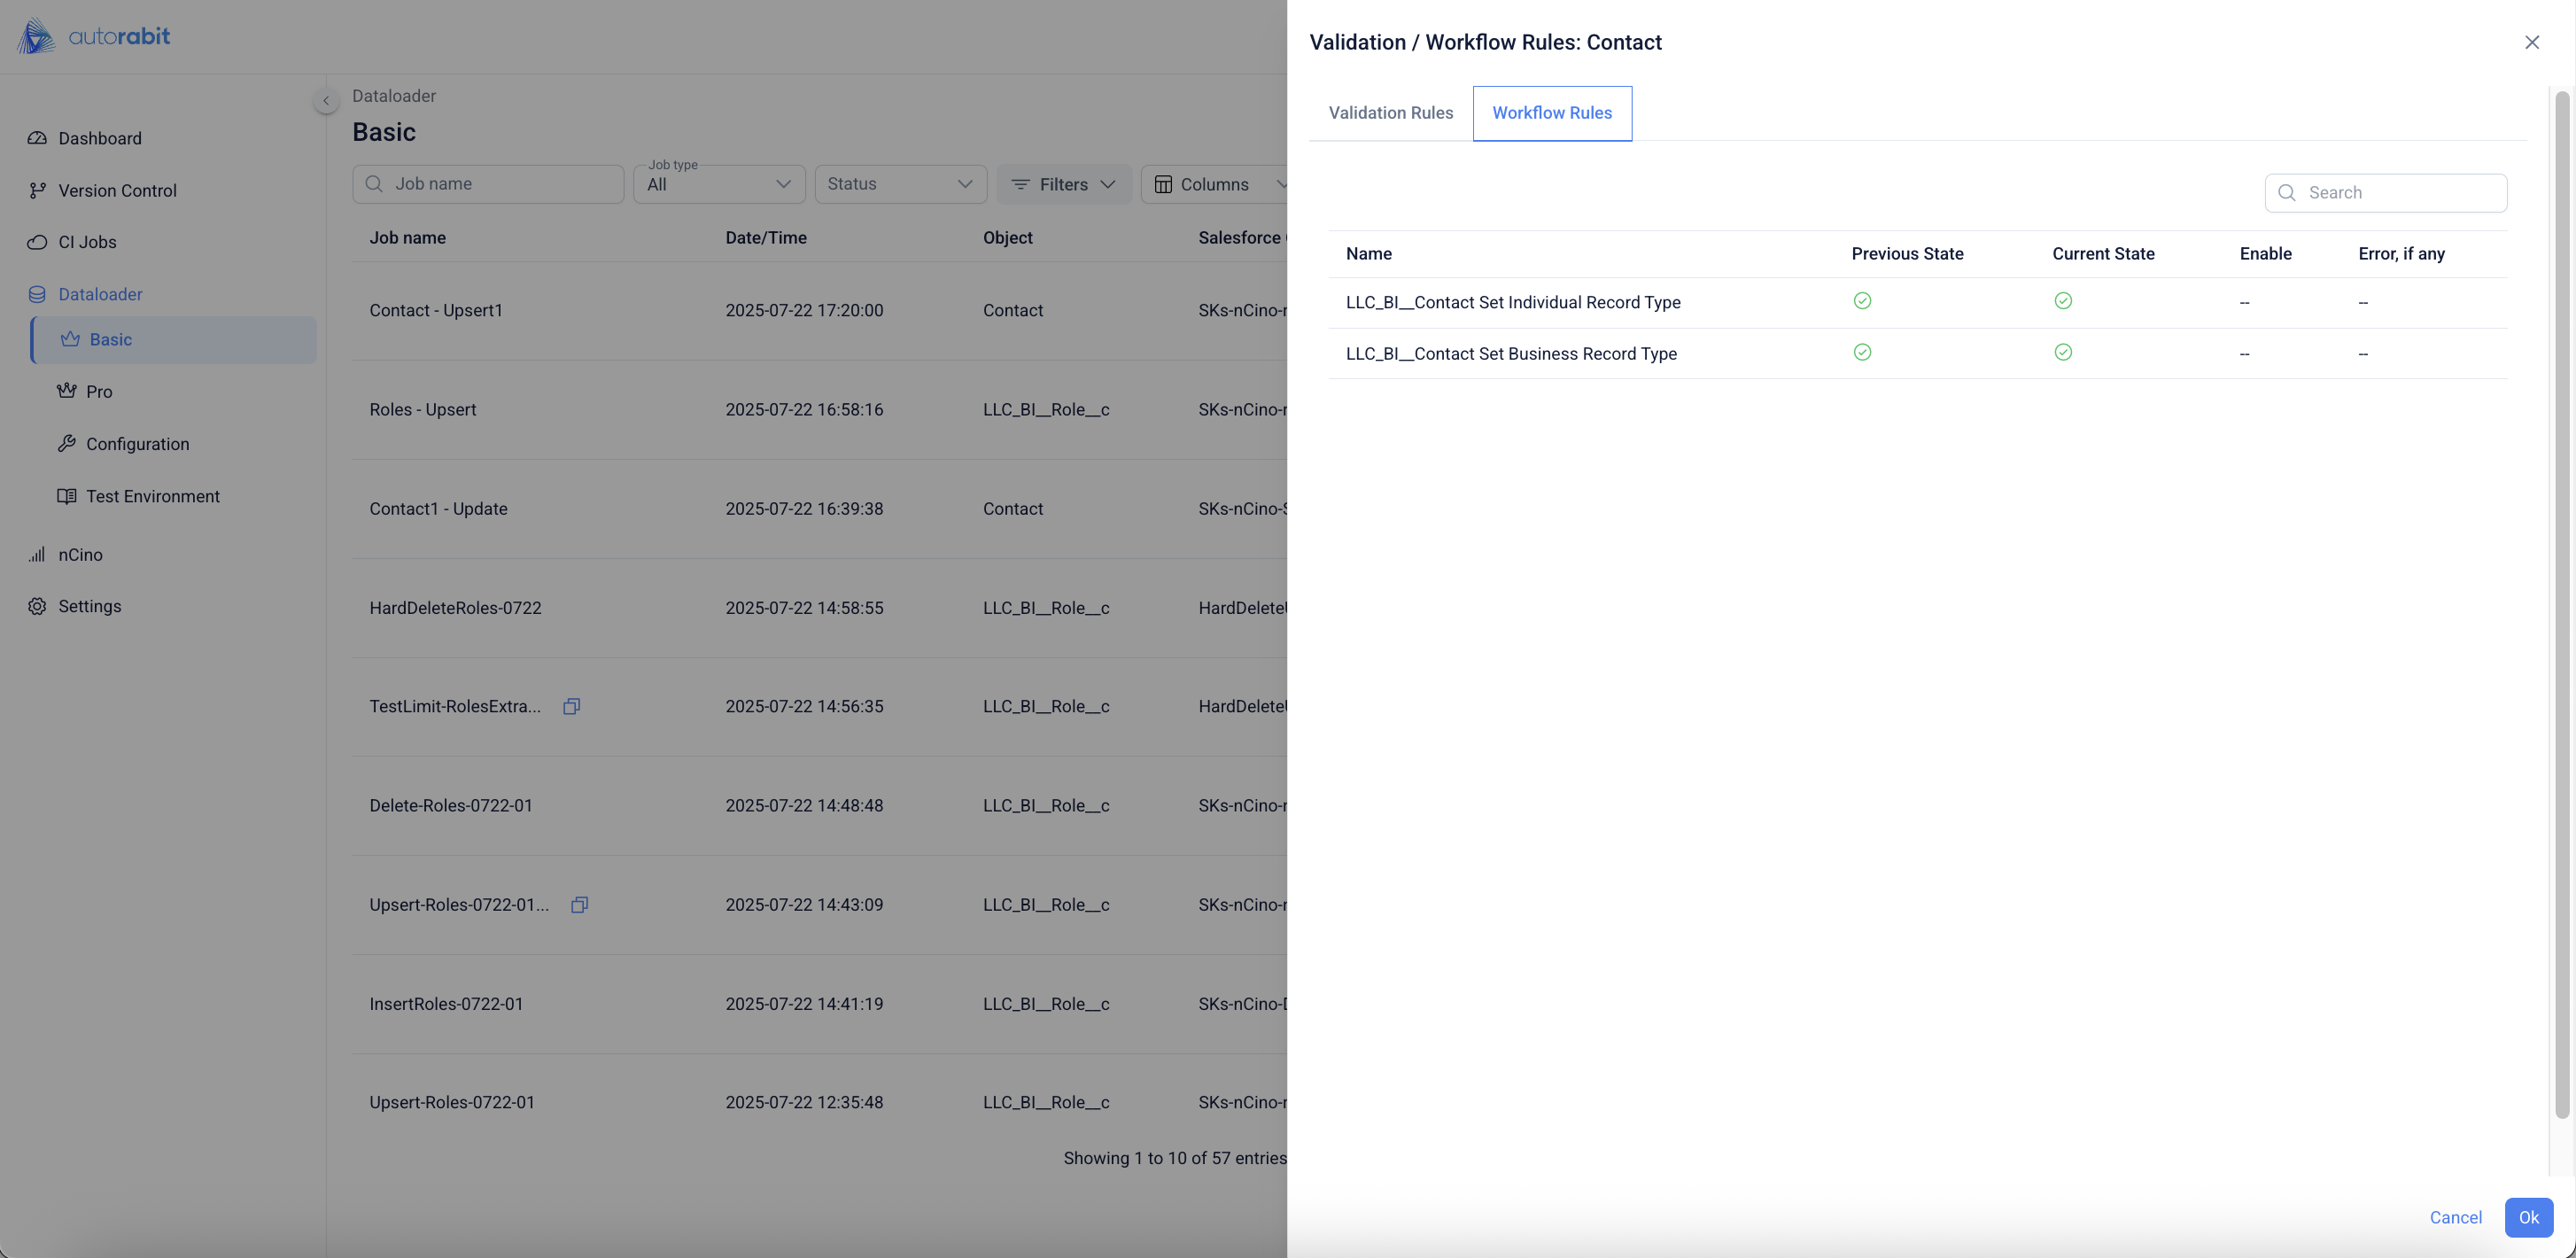 autorabit
Dashboard
Version Control
CI Jobs
Dataloader
Basic
Pro
Configuration
Test Environment
nCino
Settings
Dataloader
Basic
Job name
Job type
All
Status
Filters
Columns
Job name Date/Time Object Salesforce
Contact - Upsert1 2025-07-22 17:20:00 Contact SKs-nCino-
Roles - Upsert 2025-07-22 16:58:16 LLC_BI__Role__c SKs-nCino-
Contact1 - Update 2025-07-22 16:39:38 Contact SKs-nCino-
HardDeleteRoles-0722 2025-07-22 14:58:55 LLC_BI__Role__c HardDelete
TestLimit-RolesExtra... 2025-07-22 14:56:35 LLC_BI__Role__c HardDelete
Delete-Roles-0722-01 2025-07-22 14:48:48 LLC_BI__Role__c SKs-nCino-
Upsert-Roles-0722-01... 2025-07-22 14:43:09 LLC_BI__Role__c SKs-nCino-
InsertRoles-0722-01 2025-07-22 14:41:19 LLC_BI__Role__c SKs-nCino-
Upsert-Roles-0722-01 2025-07-22 12:35:48 LLC_BI__Role__c SKs-nCino-
Showing 1 to 10 of 57 entries
Validation / Workflow Rules: Contact
Validation Rules Workflow Rules
Search
Name Previous State Current State Enable Error, if any
LLC_BI__Contact Set Individual Record Type -- --
LLC_BI__Contact Set Business Record Type -- --
Cancel Ok